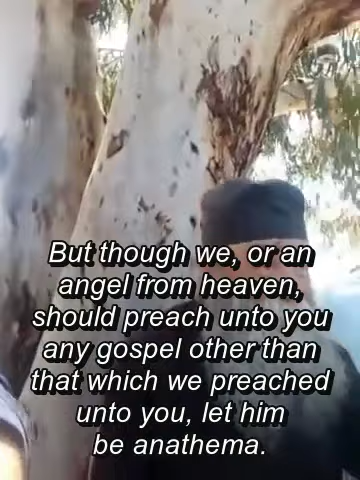 But though we, or an
angel from heaven,
should preach unto you
any gospel other than
that which we preached
unto you, let him
be anathema.